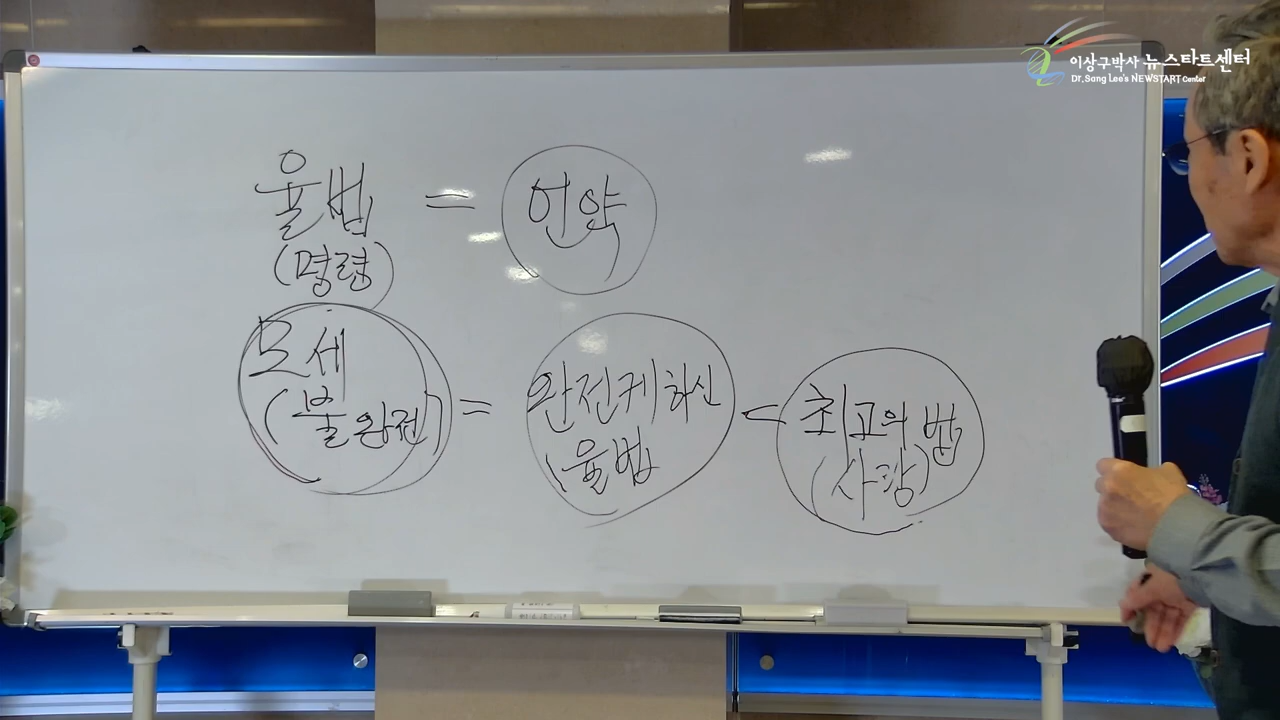 이상구박사 뉴스타트센터
Dr. Sang Lee's NEWSTART Center
율법 = 언약
(명령)
모세 = 완전케하신 < 최고의 법
(불완전) (율법 (사랑)